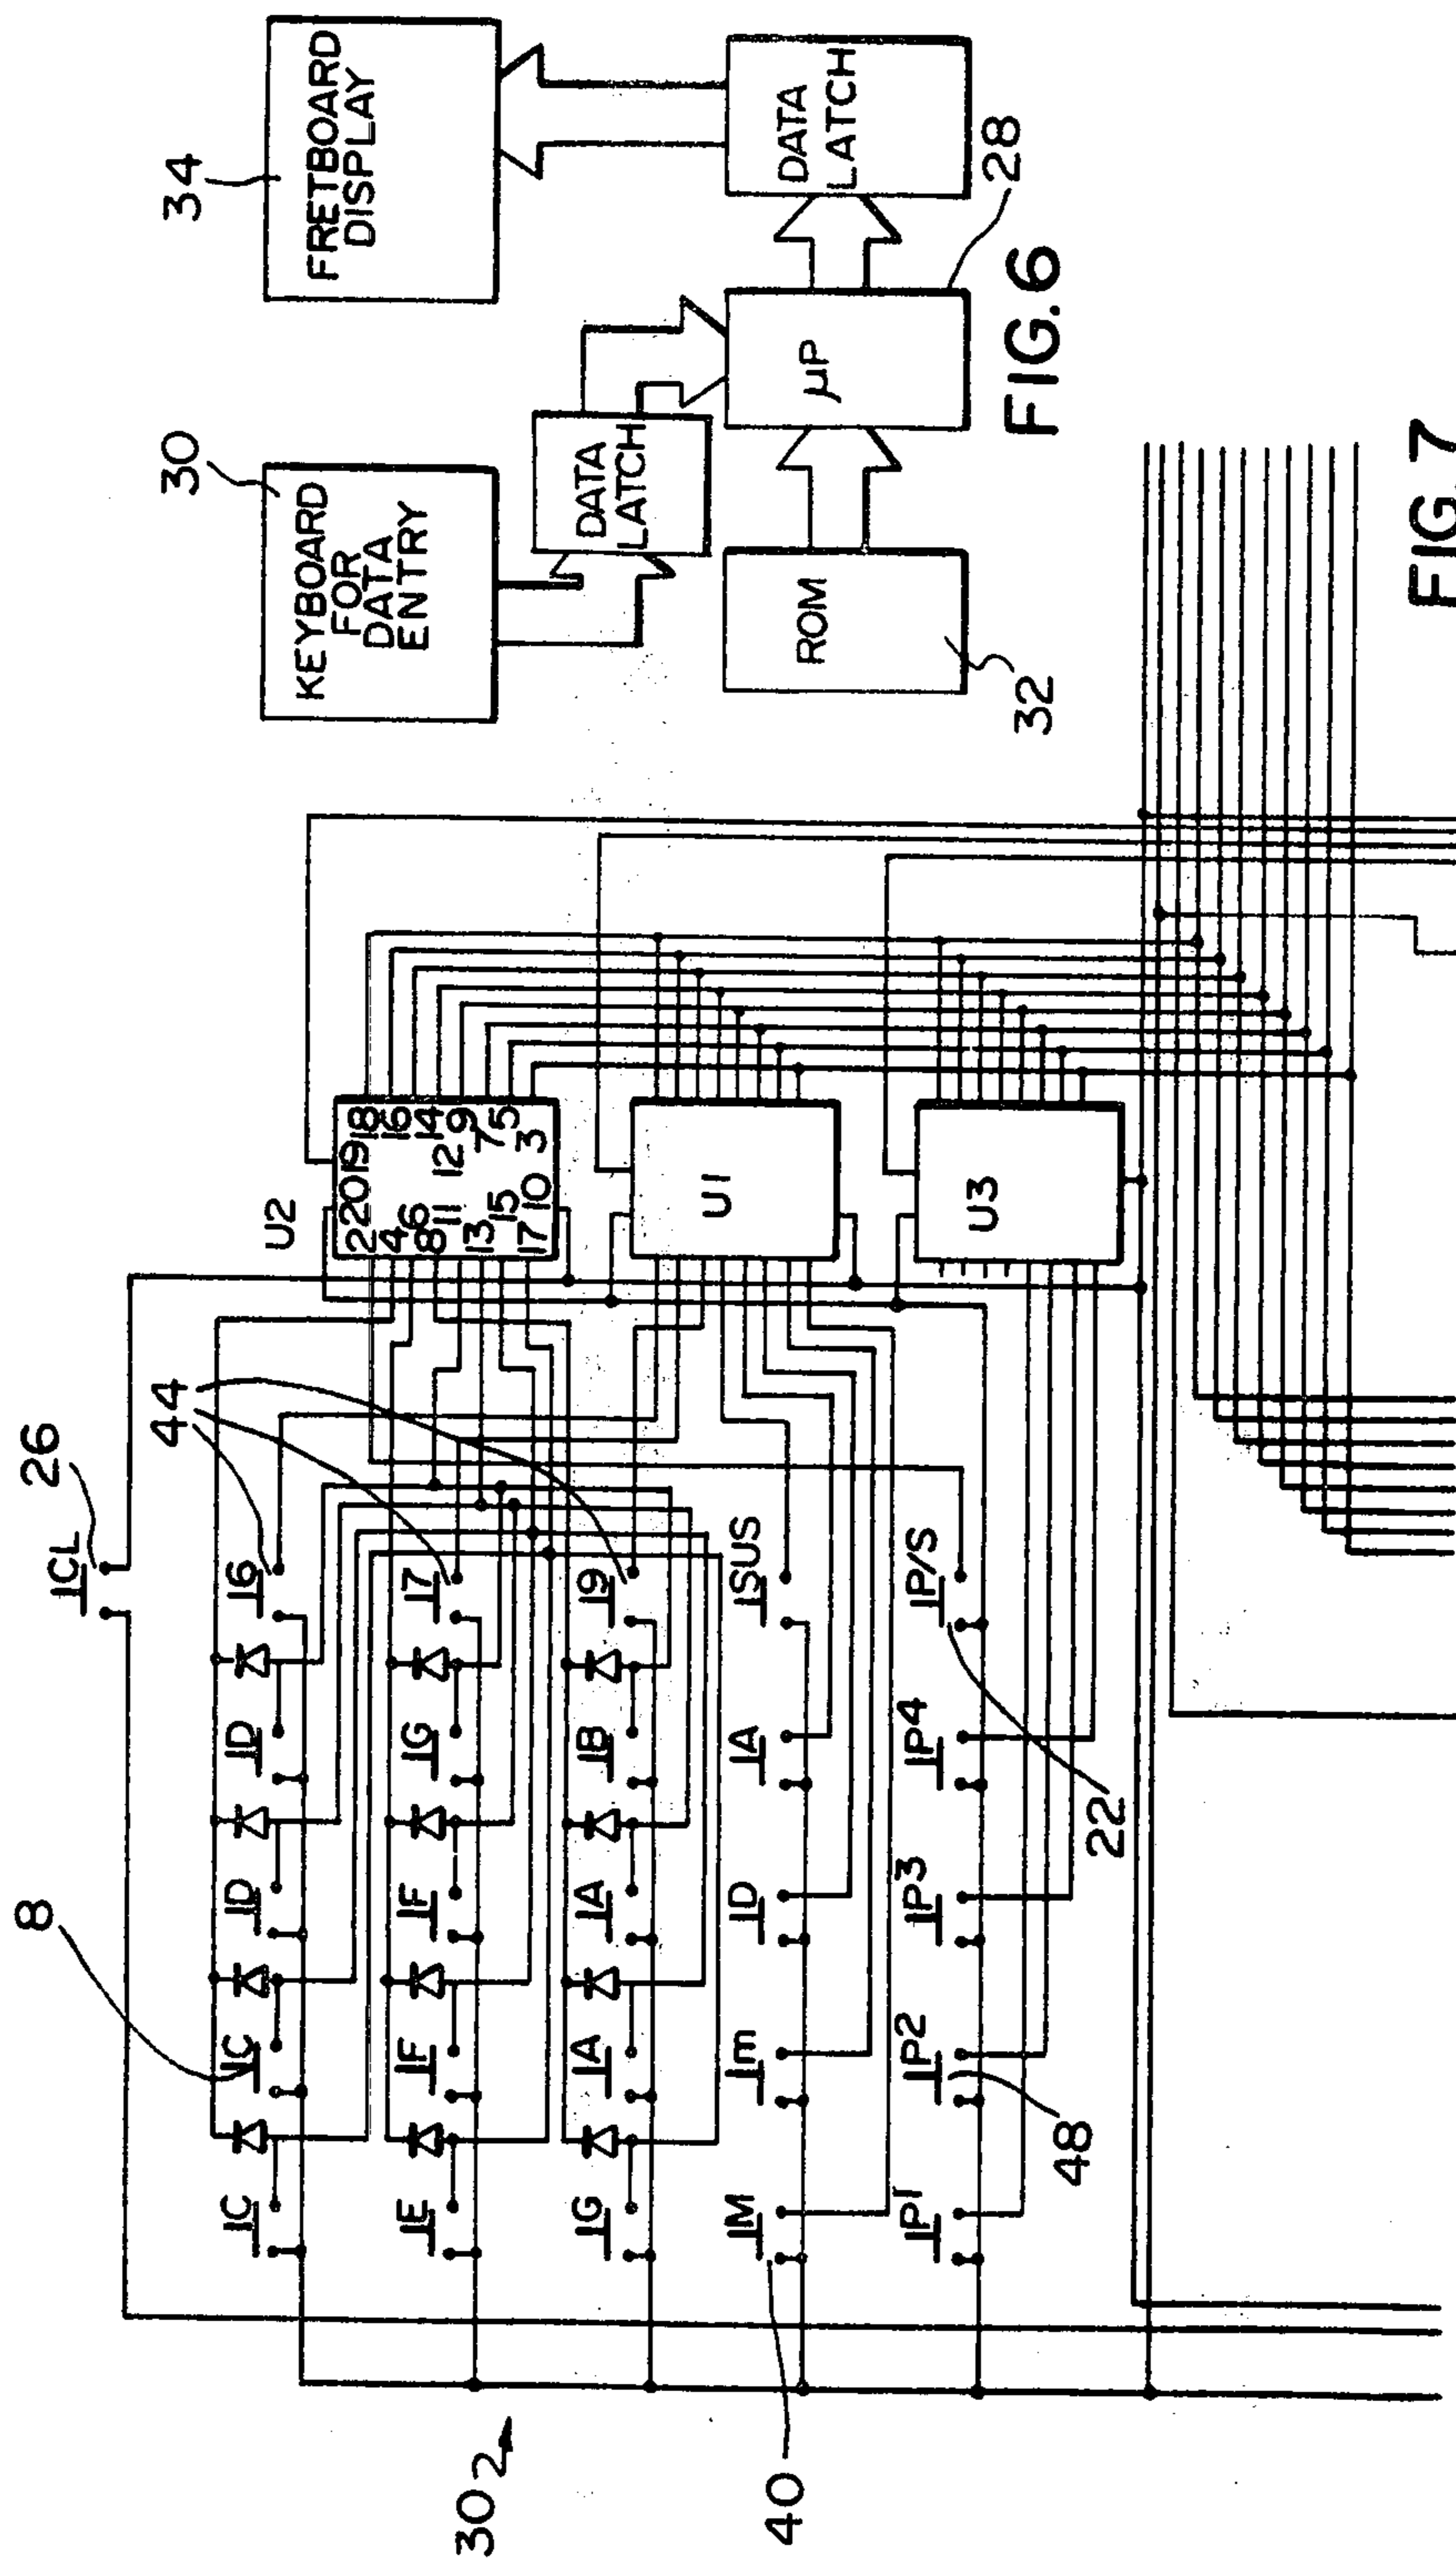 34
FRETBOARD
DISPLAY
30
KEYBOARD
FOR
DATA
ENTRY
DATA
LATCH
DATA
LATCH
μP
28
ROM
32
FIG. 6
26
ICL
44
8
IC
IC
ID
ID
I6
IE
IF
IF
IG
I7
IG
IA
IA
IB
I9
IM
Im
ID
IA
ISUS
IP1
IP2
IP3
IP4
IP/S
40
48
22
30
2
U2
2 20 19 18
4 16
6 14
8 12 9
11 7
13 5
15 3
17 10
U1
U3
FIG. 7